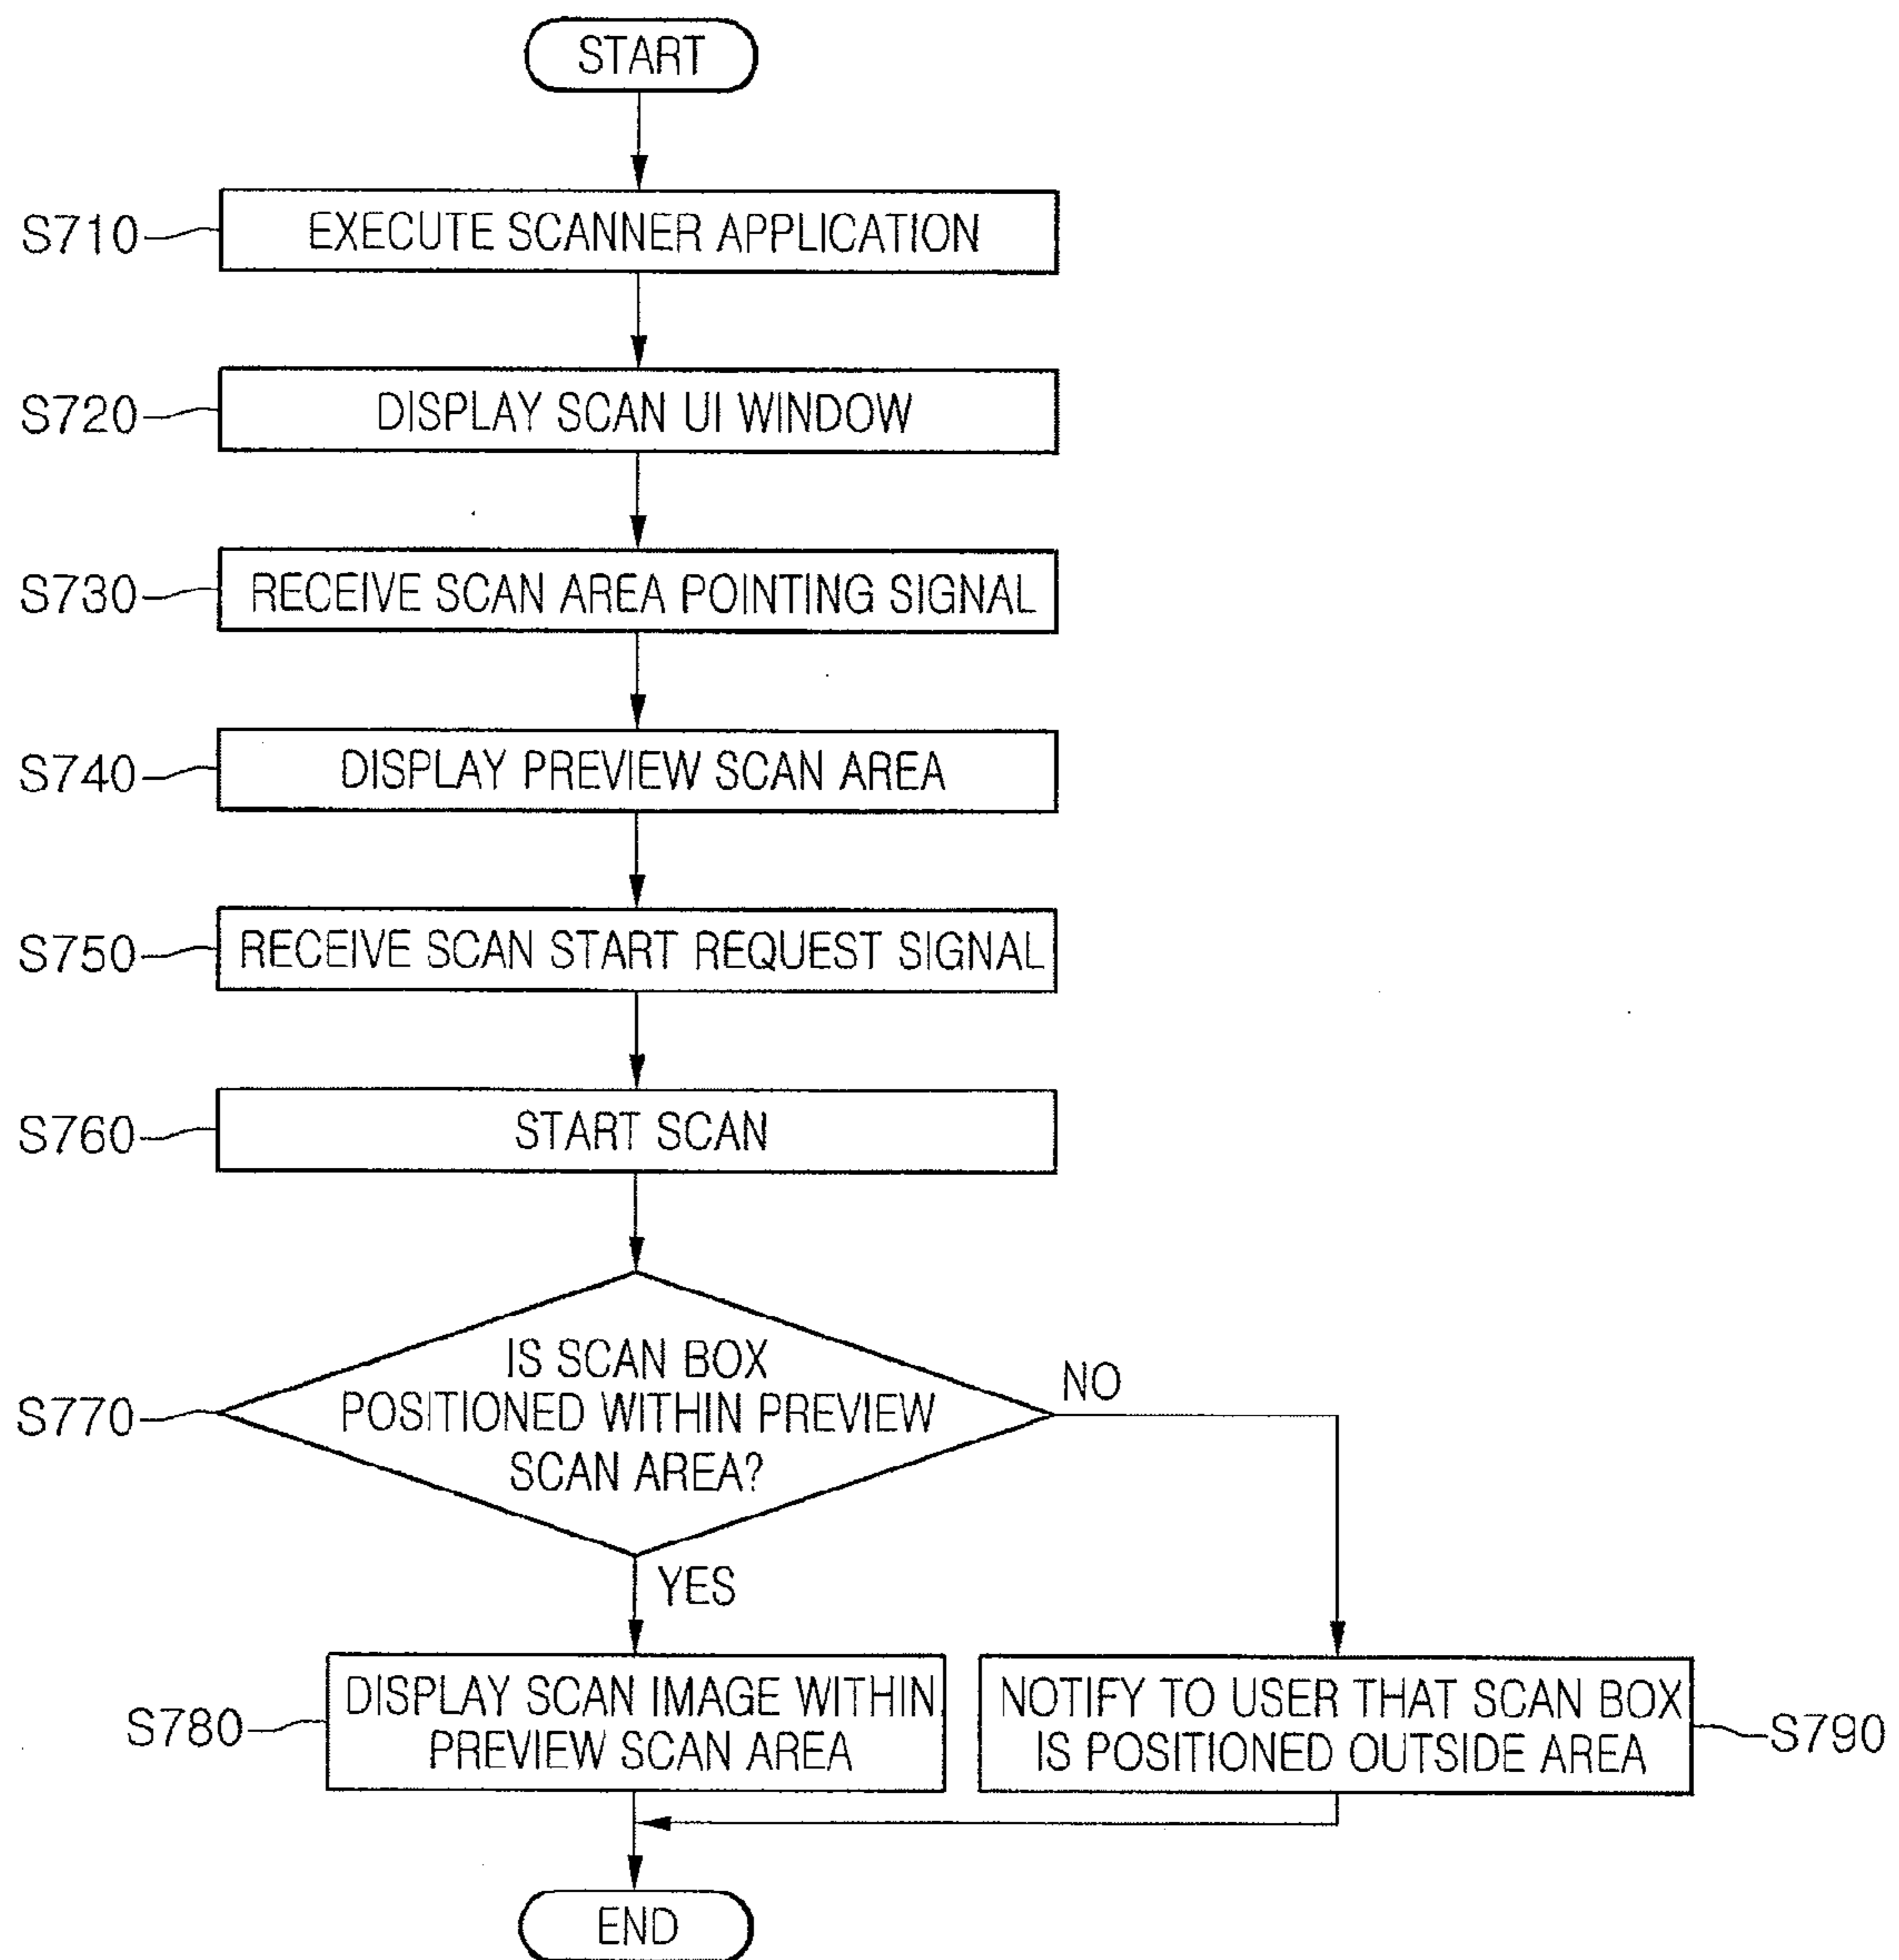 START
S710
EXECUTE SCANNER APPLICATION
S720
DISPLAY SCAN UI WINDOW
S730
RECEIVE SCAN AREA POINTING SIGNAL
S740
DISPLAY PREVIEW SCAN AREA
S750
RECEIVE SCAN START REQUEST SIGNAL
S760
START SCAN
S770
IS SCAN BOX
POSITIONED WITHIN PREVIEW
SCAN AREA?
NO
YES
S780
DISPLAY SCAN IMAGE WITHIN
PREVIEW SCAN AREA
NOTIFY TO USER THAT SCAN BOX
IS POSITIONED OUTSIDE AREA
S790
END